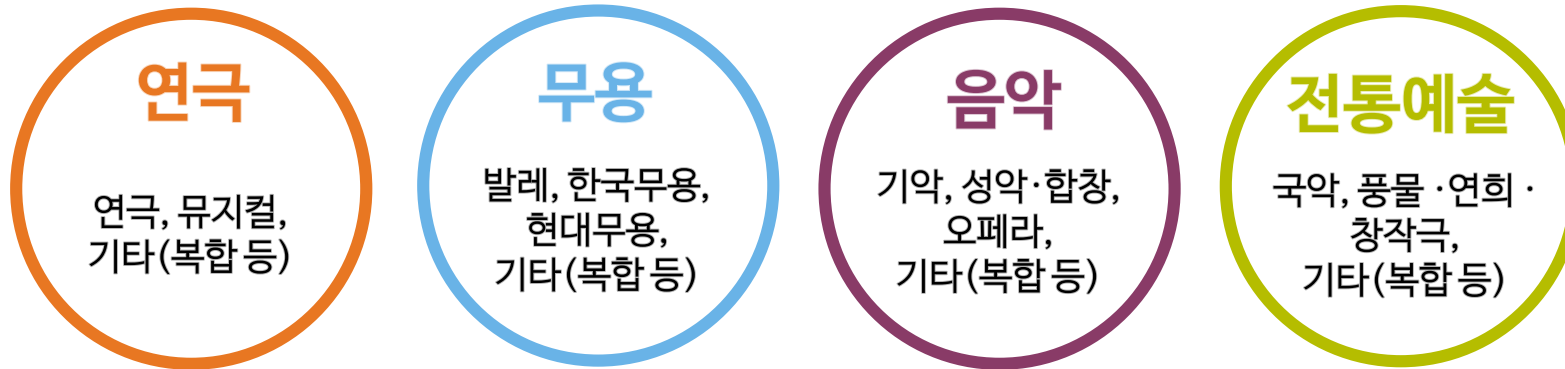 연극
연극, 뮤지컬,
기타(복합 등)
무용
발레, 한국무용,
현대무용,
기타(복합 등)
음악
기악, 성악·합창,
오페라,
기타(복합 등)
전통예술
국악, 풍물 ·연희 ·
창작극,
기타(복합 등)